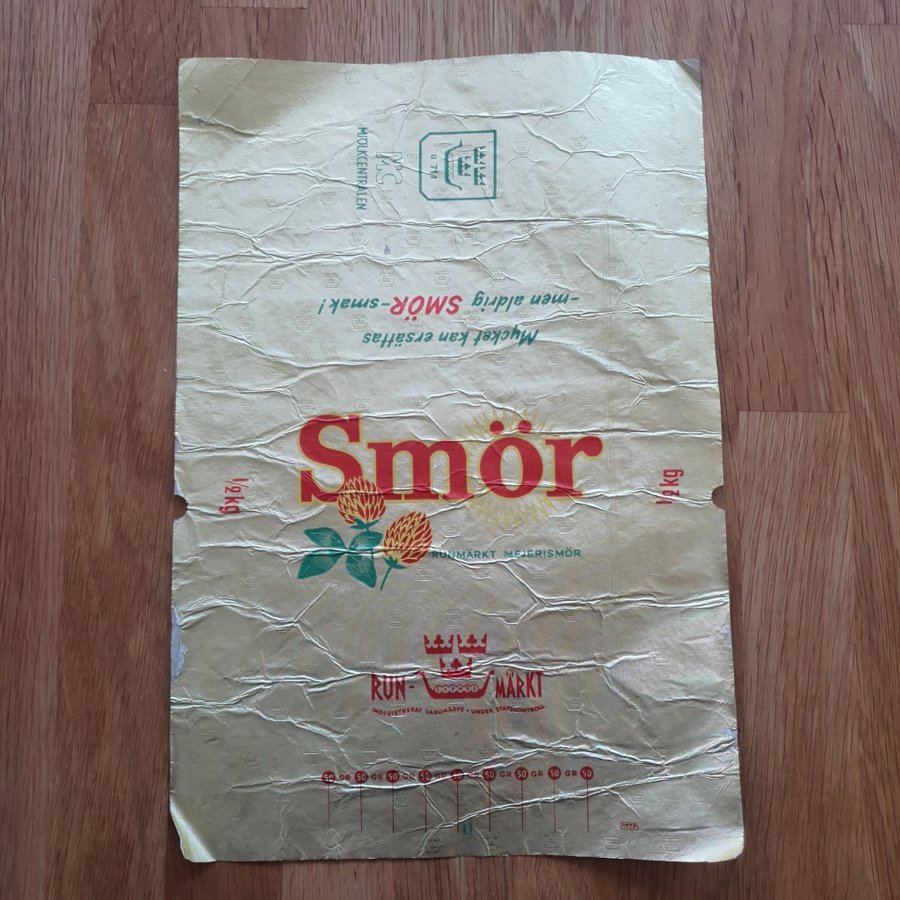 U 718
MC
MJÖLKCENTRALEN
Mycket kan ersättas
–men aldrig SMÖR-smak!
Smör
½ kg
½ kg
RUNMÄRKT MEJERISMÖR
RUN- MÄRKT
INREGISTRERAT VARUMÄRKE • UNDER STATSKONTROLL
50 GR 50 GR 50 GR 50 GR 50 GR 50 GR 50 GR 50 GR 50